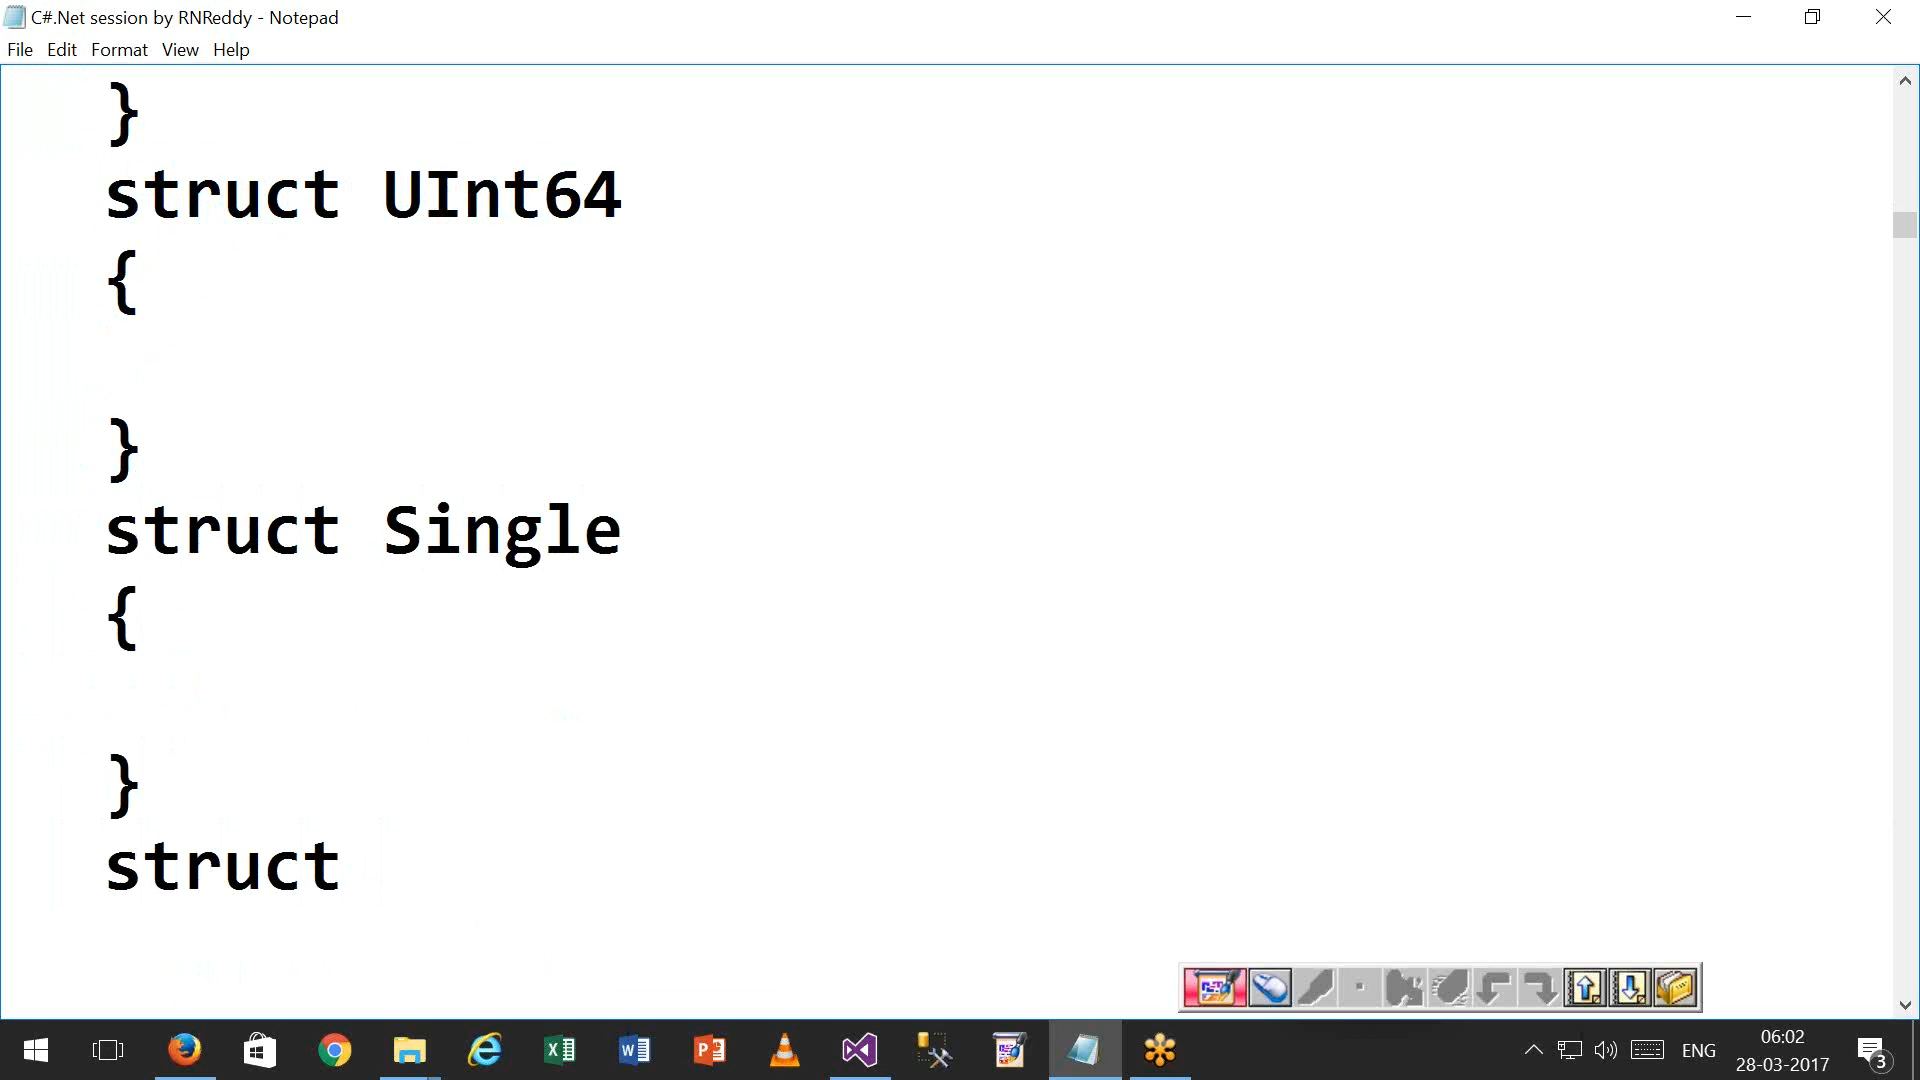 C#.Net session by RNReddy - Notepad
File Edit Format View Help
}
struct UInt64
{
}
struct Single
{
}
struct
ENG
06:02
28-03-2017
3